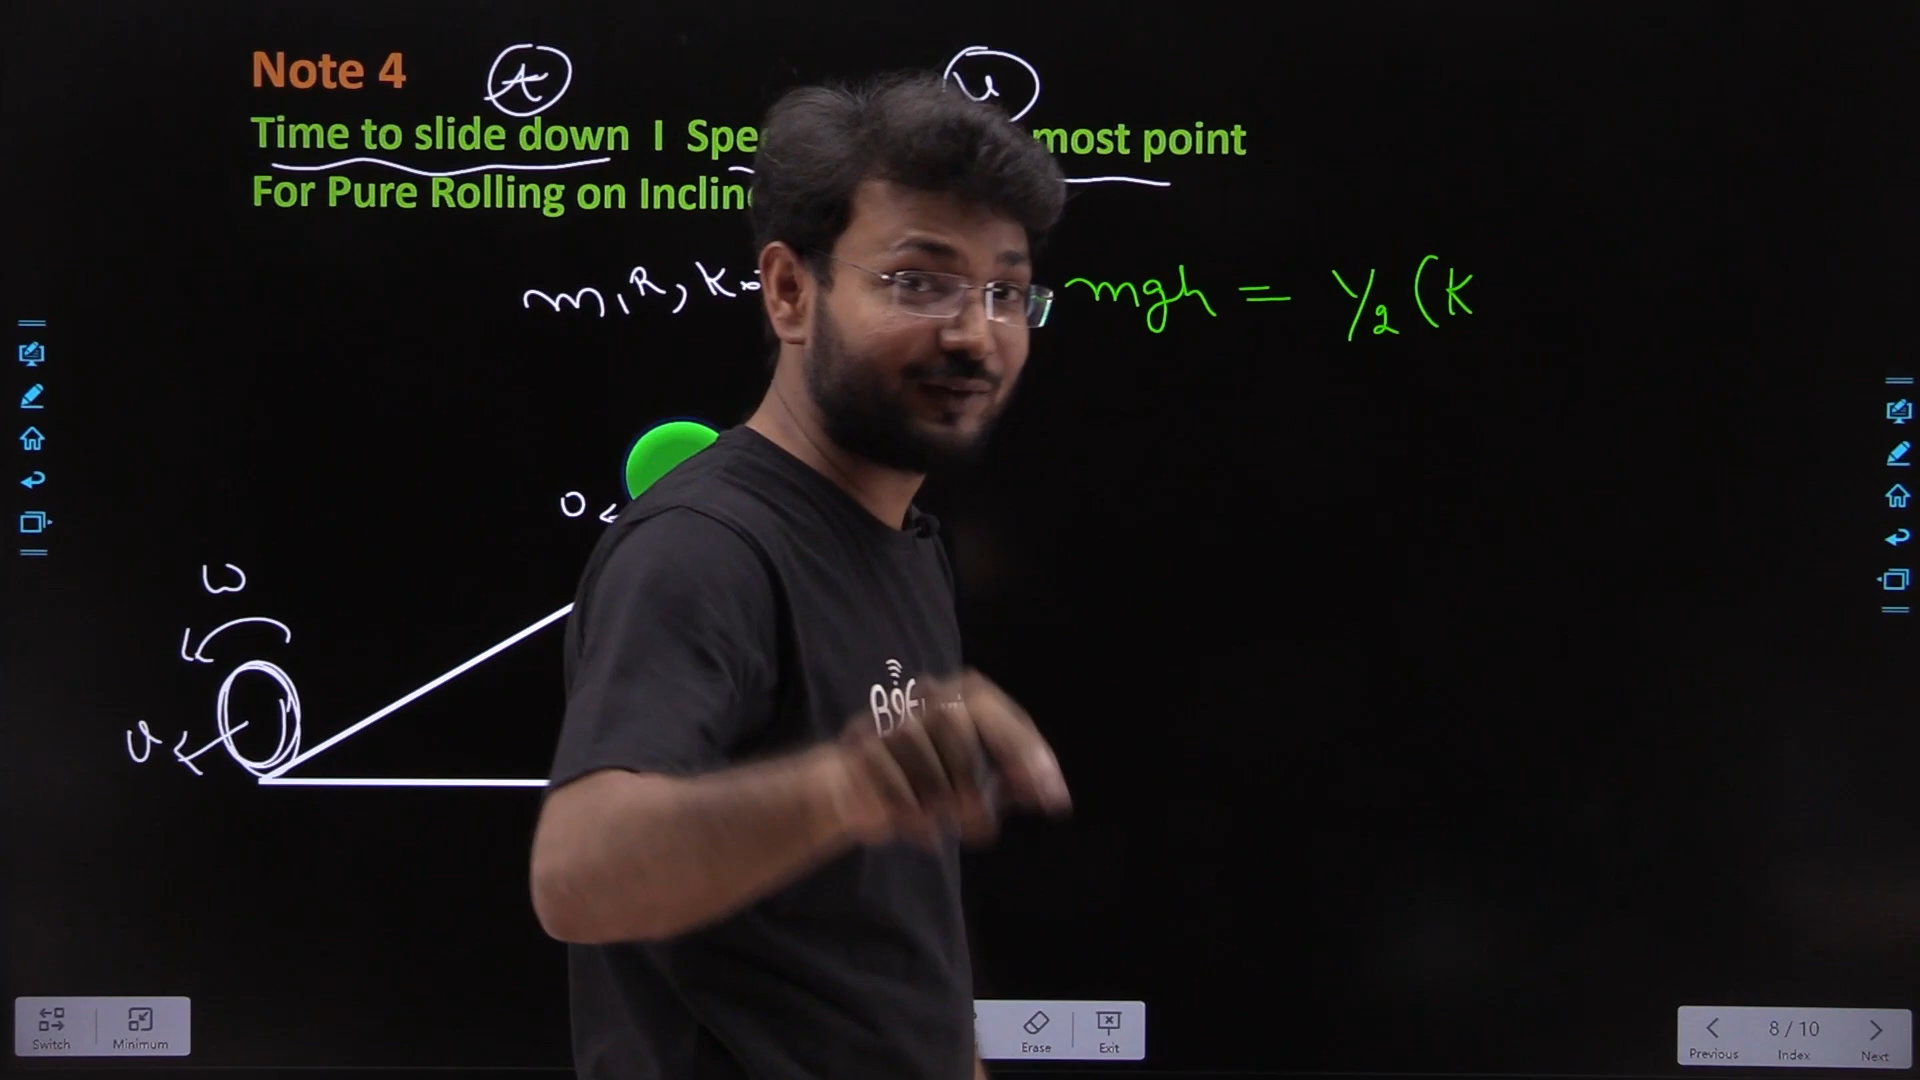 Note 4
t
u
Time to slide down I Spe most point
For Pure Rolling on Incline
m, R, K
mgh = 1/2 (K
0
ω
v
Switch
Minimum
Erase
Exit
Previous
8 / 10
Index
Next